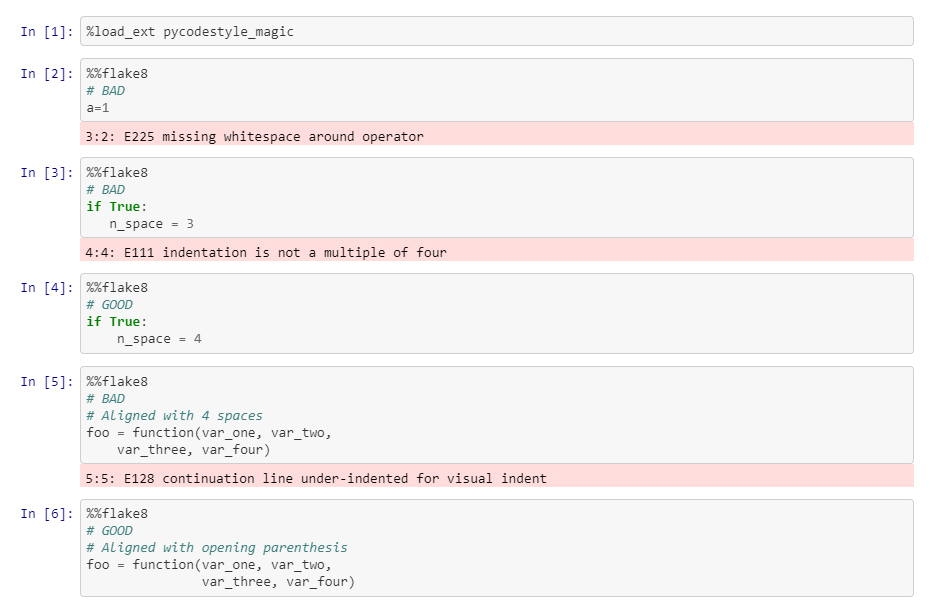 In [1]: %load_ext pycodestyle_magic
In [2]: %%flake8
# BAD
a=1
3:2: E225 missing whitespace around operator
In [3]: %%flake8
# BAD
if True:
   n_space = 3
4:4: E111 indentation is not a multiple of four
In [4]: %%flake8
# GOOD
if True:
    n_space = 4
In [5]: %%flake8
# BAD
# Aligned with 4 spaces
foo = function(var_one, var_two,
    var_three, var_four)
5:5: E128 continuation line under-indented for visual indent
In [6]: %%flake8
# GOOD
# Aligned with opening parenthesis
foo = function(var_one, var_two,
               var_three, var_four)